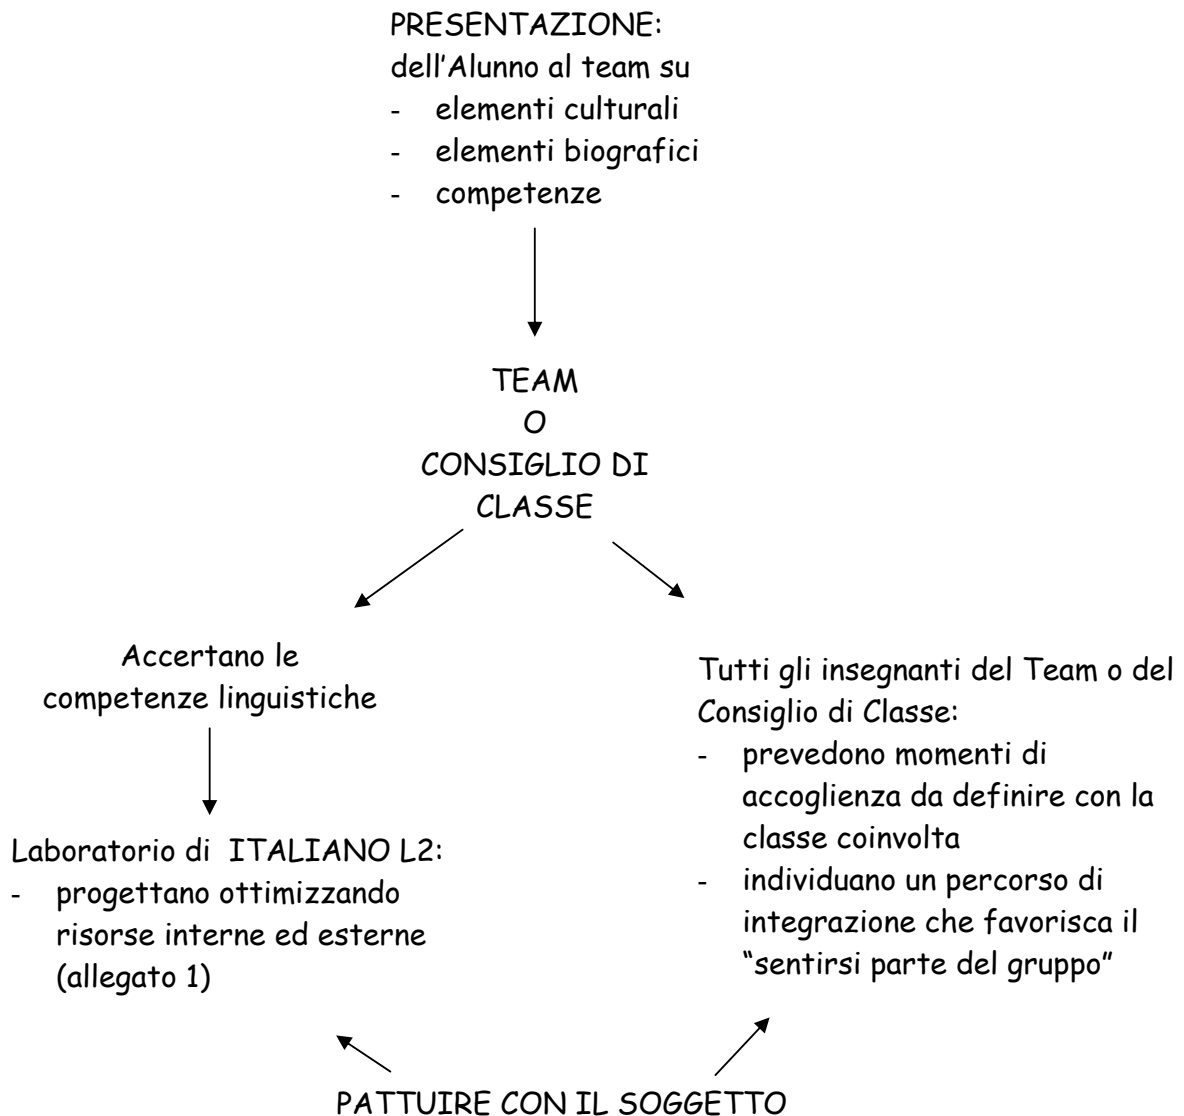 PRESENTAZIONE:
dell'Alunno al team su
- elementi culturali
- elementi biografici
- competenze
TEAM
O
CONSIGLIO DI
CLASSE
Accertano le
competenze linguistiche
Laboratorio di ITALIANO L2:
- progettano ottimizzando
risorse interne ed esterne
(allegato 1)
Tutti gli insegnanti del Team o del
Consiglio di Classe:
- prevedono momenti di
accoglienza da definire con la
classe coinvolta
- individuano un percorso di
integrazione che favorisca il
"sentirsi parte del gruppo"
PATTUIRE CON IL SOGGETTO